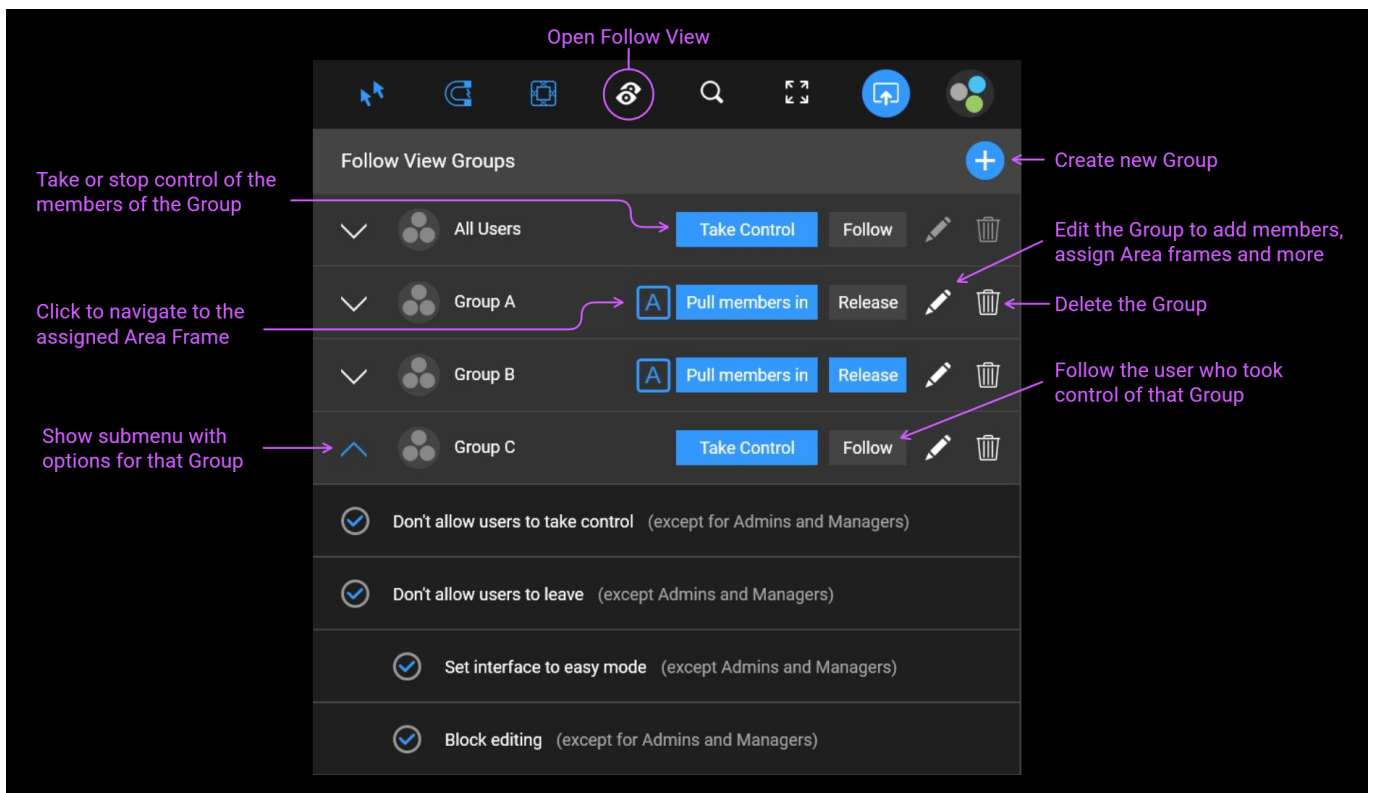 Open Follow View
Follow View Groups
Create new Group
Take or stop control of the
members of the Group
All Users
Take Control
Follow
Edit the Group to add members,
assign Area frames and more
Click to navigate to the
assigned Area Frame
Group A
A
Pull members in
Release
Delete the Group
Group B
A
Pull members in
Release
Follow the user who took
control of that Group
Show submenu with
options for that Group
Group C
Take Control
Follow
Don't allow users to take control (except for Admins and Managers)
Don't allow users to leave (except Admins and Managers)
Set interface to easy mode (except Admins and Managers)
Block editing (except for Admins and Managers)